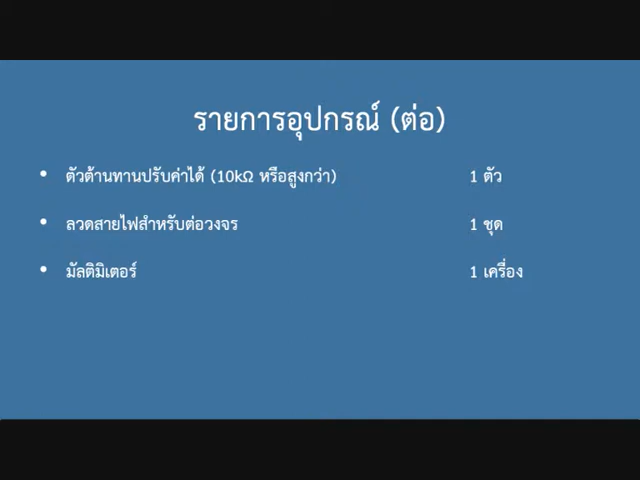 รายการอุปกรณ์ (ต่อ)
• ตัวต้านทานปรับค่าได้ (10kΩ หรือสูงกว่า) 1 ตัว
• ลวดสายไฟสำหรับต่อวงจร 1 ชุด
• มัลติมิเตอร์ 1 เครื่อง